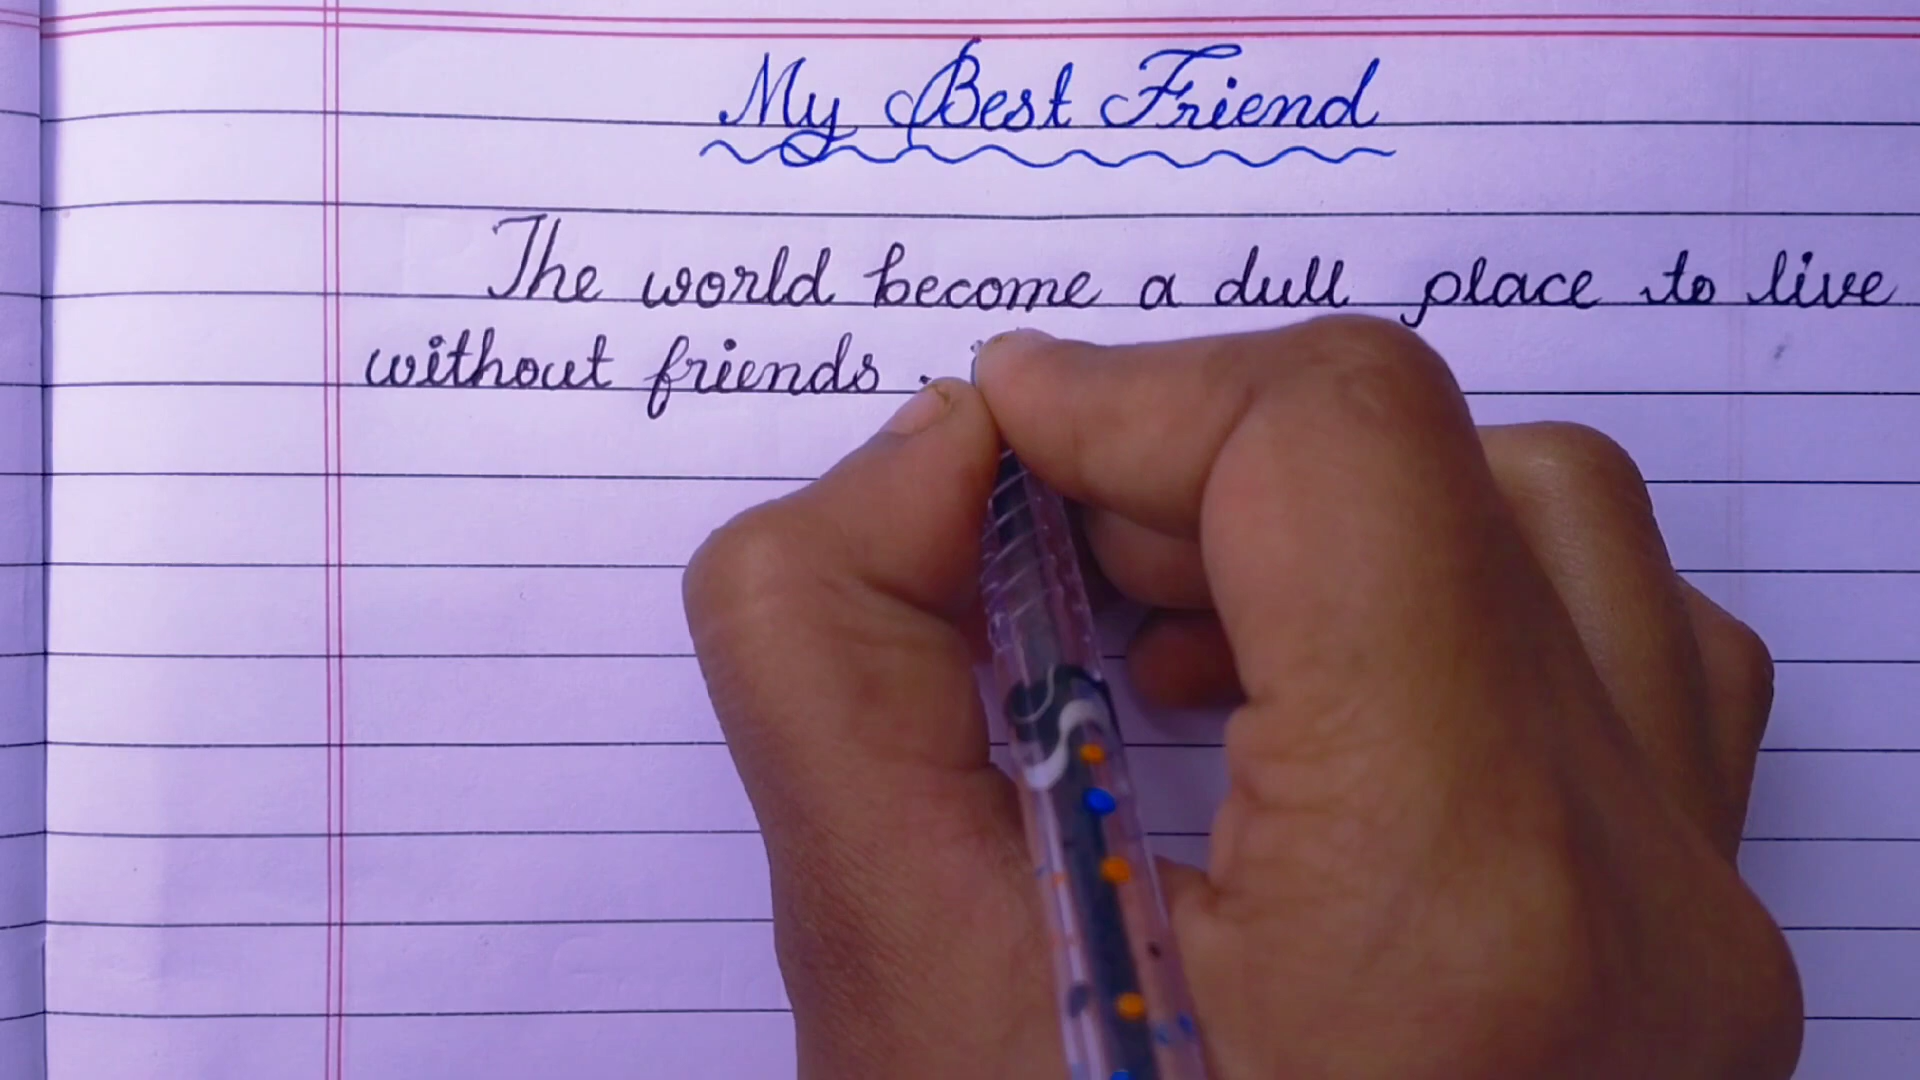 My Best Friend
The world become a dull place to live
without friends .